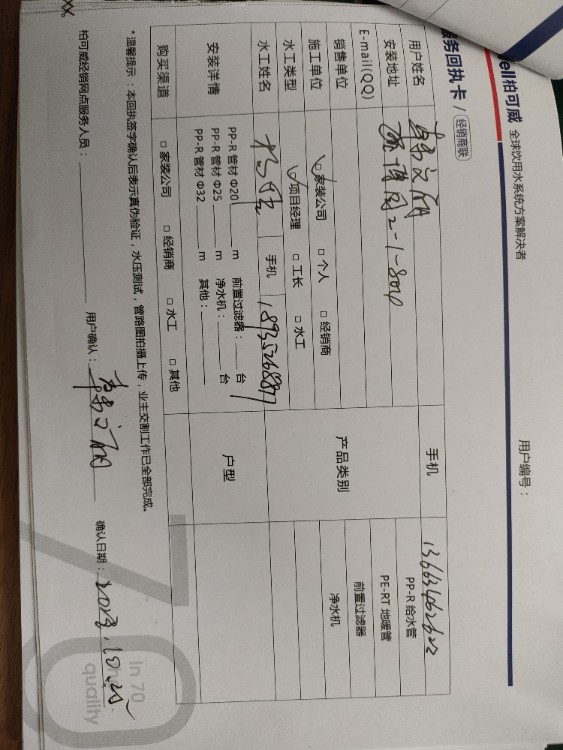 ell柏可威 全球饮用水系统方案解决者
服务回执卡 / 经销商联
用户编号：
用户姓名
手机 13663462622
安装地址 2-1-804
E-mail(QQ)
销售单位
施工单位 □家装公司 □个人 □经销商
水工类型 □项目经理 □工长 □水工
产品类别
PP-R 给水管
PE-RT 地暖管
前置过滤器
净水机
水工姓名
手机
安装详情
PP-R 管材 Φ20 m 前置过滤器： 台
PP-R 管材 Φ25 m 净水机： 台
PP-R 管材 Φ32 m 其他：
户型
购买渠道 □家装公司 □经销商 □水工 □其他
*温馨提示：本回执签字确认后表示真伪验证，水压测试，管路图拍摄上传，业主交割工作已全部完成。
柏可威经销网点服务人员： 用户确认： 确认日期：
In 70
quality